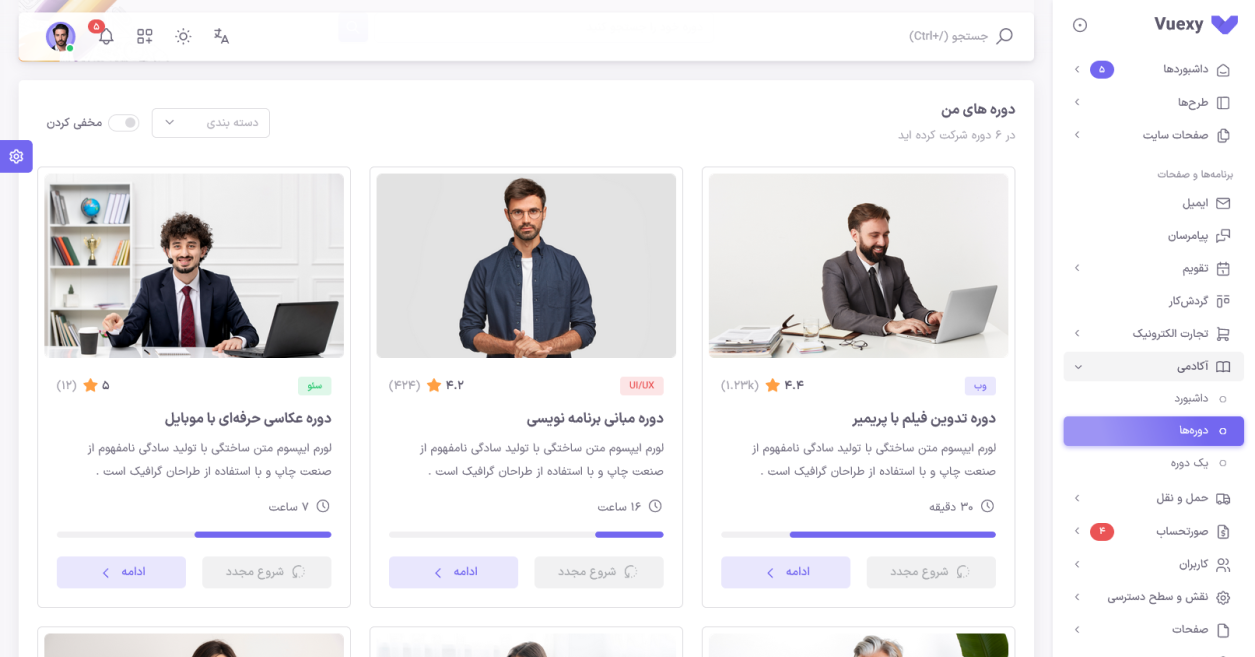 Vuexy
داشبوردها
۵
طرح‌ها
صفحات سایت
برنامه‌ها و صفحات
ایمیل
پیامرسان
تقویم
گردش‌کار
تجارت الکترونیک
آکادمی
داشبورد
دوره‌ها
یک دوره
حمل و نقل
صورتحساب
۴
کاربران
نقش و سطح دسترسی
صفحات
جستجو (Ctrl+/)
۵
دوره های من
در ۶ دوره شرکت کرده اید
دسته بندی
مخفی کردن
وب
۴.۴ (۱.۲۳k)
دوره تدوین فیلم با پریمیر
لورم ایپسوم متن ساختگی با تولید سادگی نامفهوم از
صنعت چاپ و با استفاده از طراحان گرافیک است .
۳۰ دقیقه
شروع مجدد
ادامه
UI/UX
۴.۲ (۴۲۴)
دوره مبانی برنامه نویسی
لورم ایپسوم متن ساختگی با تولید سادگی نامفهوم از
صنعت چاپ و با استفاده از طراحان گرافیک است .
۱۶ ساعت
شروع مجدد
ادامه
سئو
۵ (۱۲)
دوره عکاسی حرفه‌ای با موبایل
لورم ایپسوم متن ساختگی با تولید سادگی نامفهوم از
صنعت چاپ و با استفاده از طراحان گرافیک است .
۷ ساعت
شروع مجدد
ادامه